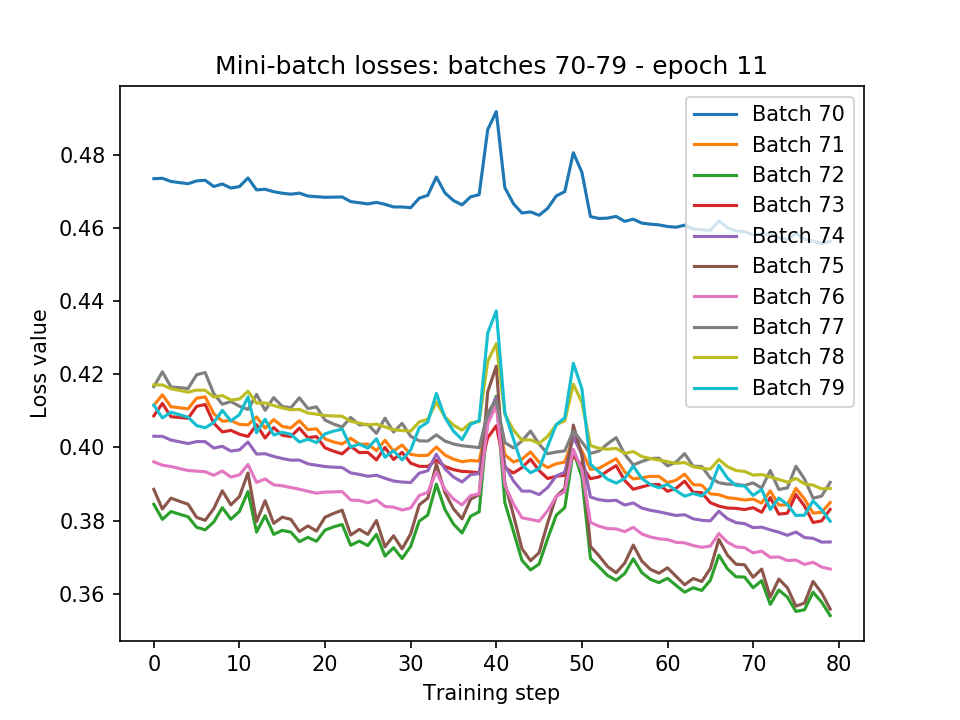 Mini-batch losses: batches 70-79 - epoch 11
Loss value
0.48
0.46
0.44
0.42
0.40
0.38
0.36
0 10 20 30 40 50 60 70 80
Training step
Batch 70
Batch 71
Batch 72
Batch 73
Batch 74
Batch 75
Batch 76
Batch 77
Batch 78
Batch 79